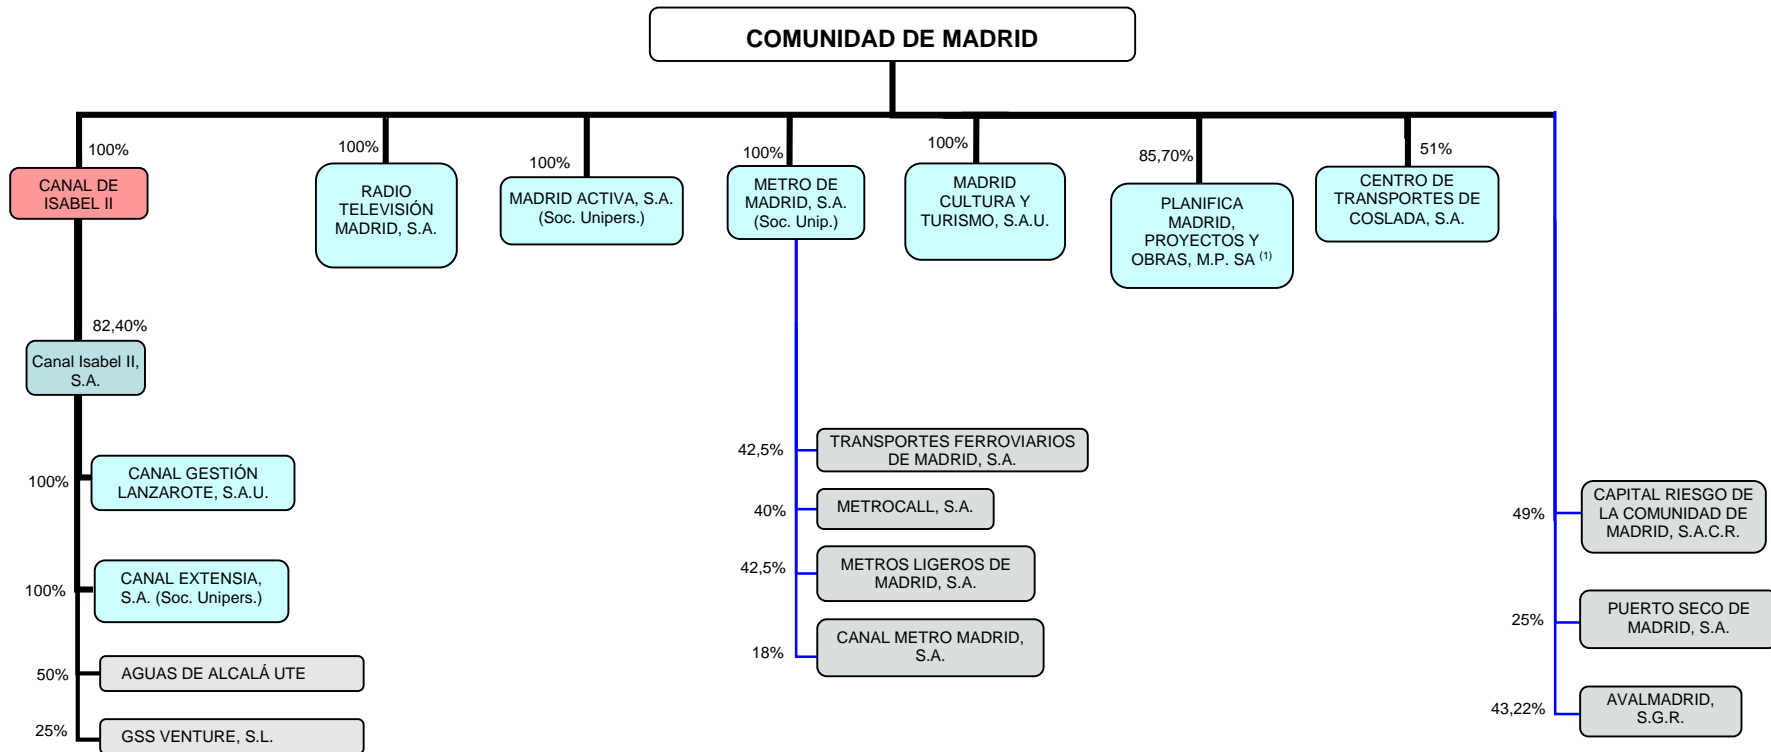 COMUNIDAD DE MADRID
100%
CANAL DE
ISABEL II
100%
RADIO
TELEVISIÓN
MADRID, S.A.
100%
MADRID ACTIVA, S.A.
(Soc. Unipers.)
100%
METRO DE
MADRID, S.A.
(Soc. Unip.)
100%
MADRID
CULTURA Y
TURISMO, S.A.U.
85,70%
PLANIFICA
MADRID,
PROYECTOS Y
OBRAS, M.P. SA (1)
51%
CENTRO DE
TRANSPORTES DE
COSLADA, S.A.
82,40%
Canal Isabel II,
S.A.
100%
CANAL GESTIÓN
LANZAROTE, S.A.U.
100%
CANAL EXTENSIA,
S.A. (Soc. Unipers.)
50%
AGUAS DE ALCALÁ UTE
25%
GSS VENTURE, S.L.
42,5%
TRANSPORTES FERROVIARIOS
DE MADRID, S.A.
40%
METROCALL, S.A.
42,5%
METROS LIGEROS DE
MADRID, S.A.
18%
CANAL METRO MADRID,
S.A.
49%
CAPITAL RIESGO DE
LA COMUNIDAD DE
MADRID, S.A.C.R.
25%
PUERTO SECO DE
MADRID, S.A.
43,22%
AVALMADRID,
S.G.R.